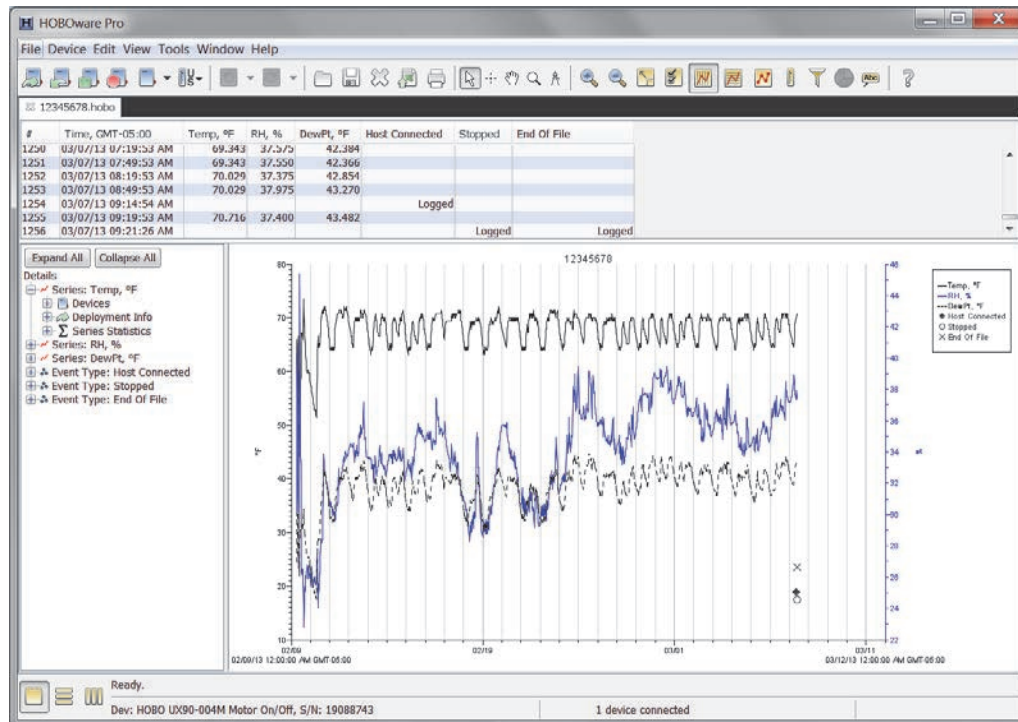 HOBOware Pro
File Device Edit View Tools Window Help
12345678.hobo
# Time, GMT-05:00 Temp, °F RH, % DewPt, °F Host Connected Stopped End Of File
1250 03/07/13 07:19:53 AM 69.343 37.575 42.384
1251 03/07/13 07:49:53 AM 69.343 37.550 42.366
1252 03/07/13 08:19:53 AM 70.029 37.375 42.854
1253 03/07/13 08:49:53 AM 70.029 37.975 43.270
1254 03/07/13 09:14:54 AM Logged
1255 03/07/13 09:19:53 AM 70.716 37.400 43.482
1256 03/07/13 09:21:26 AM Logged Logged
Expand All Collapse All
Details
Series: Temp, °F
Devices
Deployment Info
Σ Series Statistics
Series: RH, %
Series: DewPt, °F
Event Type: Host Connected
Event Type: Stopped
Event Type: End Of File
12345678
80
70
60
50
40
30
20
10
°F
46
44
42
40
38
36
34
32
30
28
26
24
22
%
Temp, °F
RH, %
DewPt, °F
Host Connected
Stopped
End Of File
02/09 02/19 03/01 03/11
02/09/13 12:00:00 AM GMT-05:00 03/12/13 12:00:00 AM GMT-05:00
Ready.
Dev: HOBO UX90-004M Motor On/Off, S/N: 19088743 1 device connected